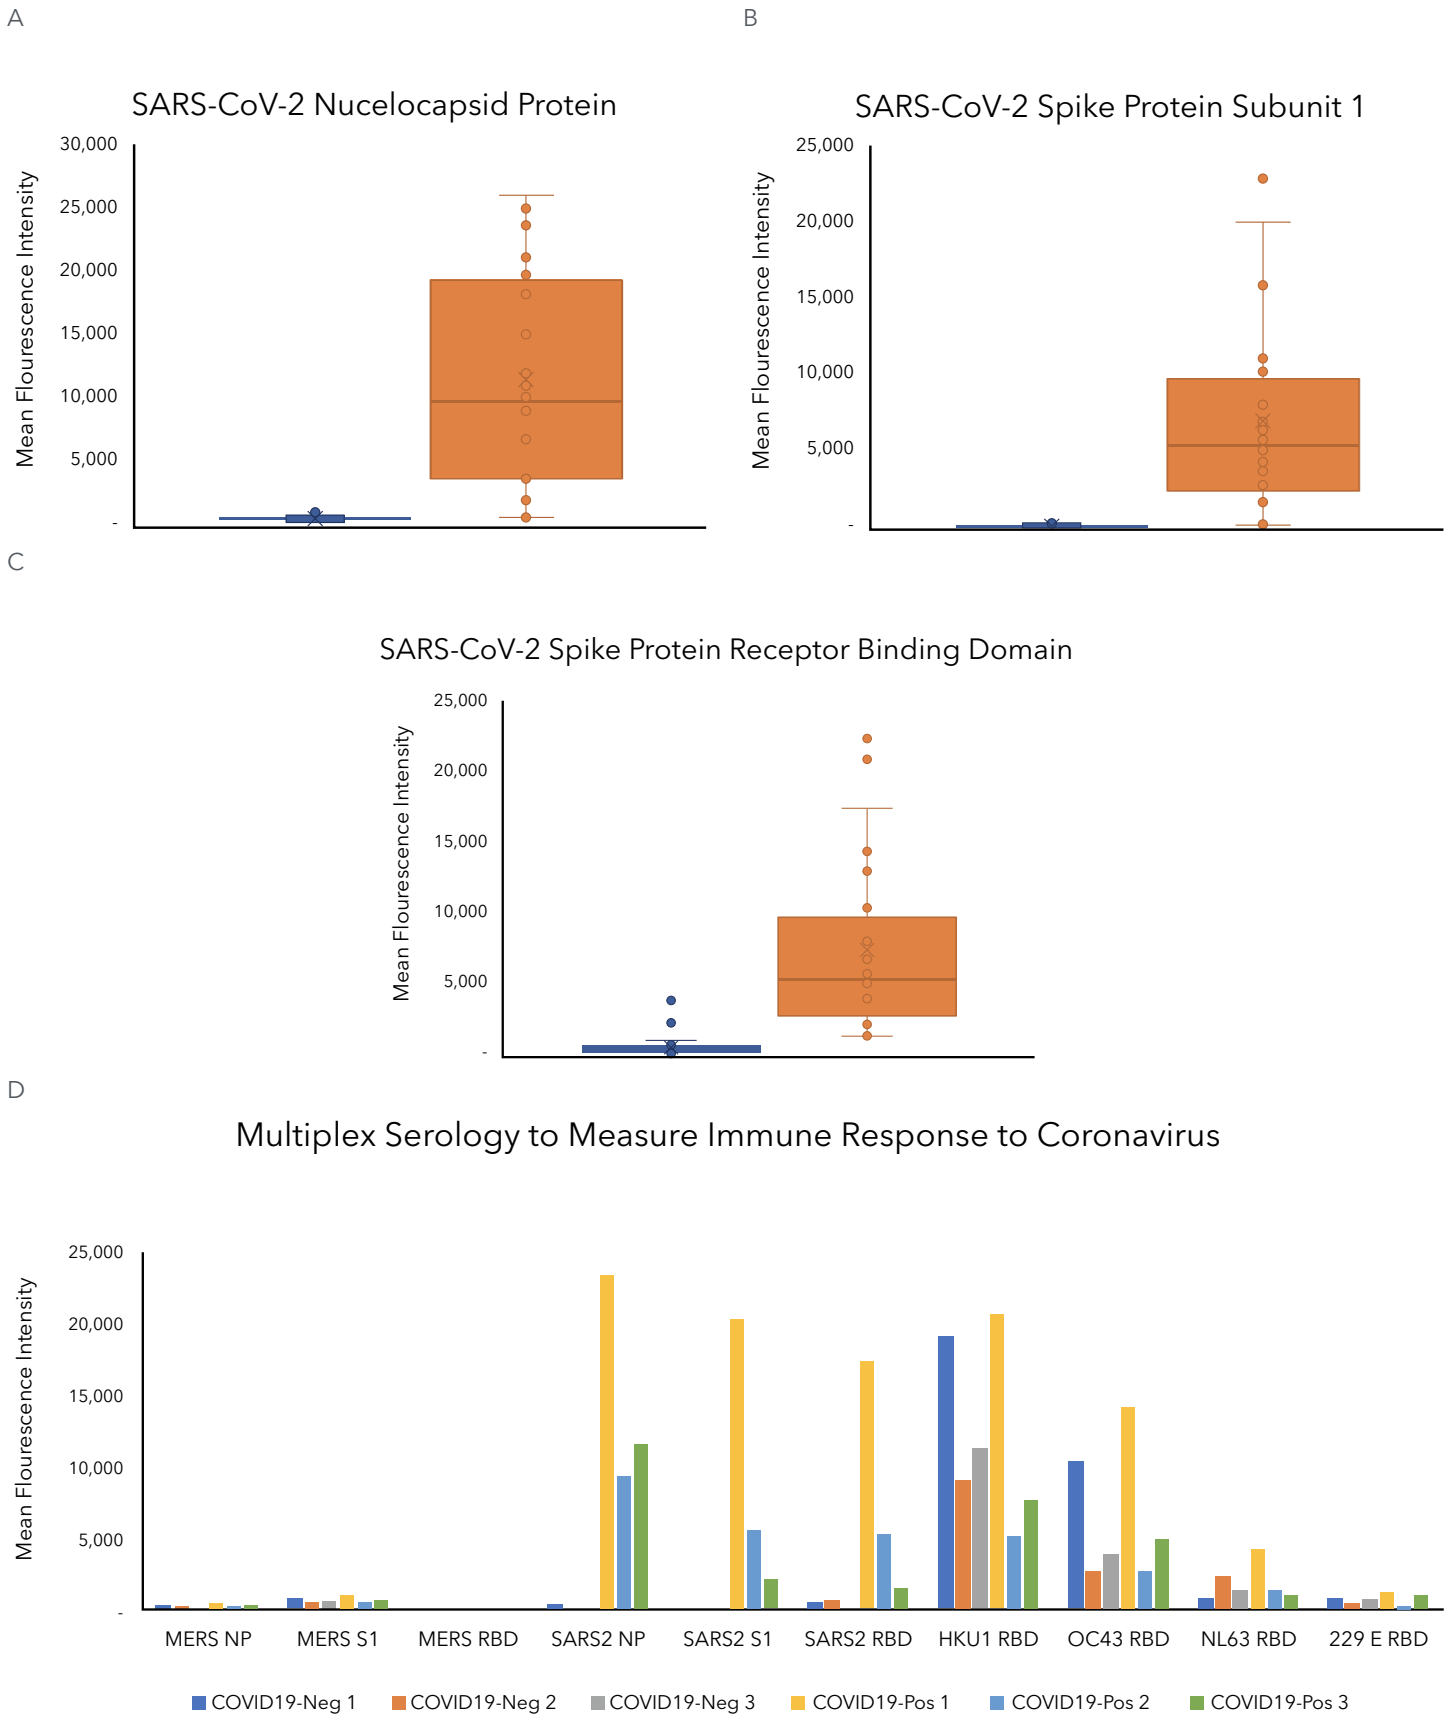 A
B
SARS-CoV-2 Nucelocapsid Protein
30,000
25,000
20,000
15,000
10,000
5,000
-
Mean Flourescence Intensity
SARS-CoV-2 Spike Protein Subunit 1
25,000
20,000
15,000
10,000
5,000
-
Mean Flourescence Intensity
C
SARS-CoV-2 Spike Protein Receptor Binding Domain
25,000
20,000
15,000
10,000
5,000
-
Mean Flourescence Intensity
D
Multiplex Serology to Measure Immune Response to Coronavirus
25,000
20,000
15,000
10,000
5,000
-
Mean Flourescence Intensity
MERS NP MERS S1 MERS RBD SARS2 NP SARS2 S1 SARS2 RBD HKU1 RBD OC43 RBD NL63 RBD 229 E RBD
COVID19-Neg 1 COVID19-Neg 2 COVID19-Neg 3 COVID19-Pos 1 COVID19-Pos 2 COVID19-Pos 3